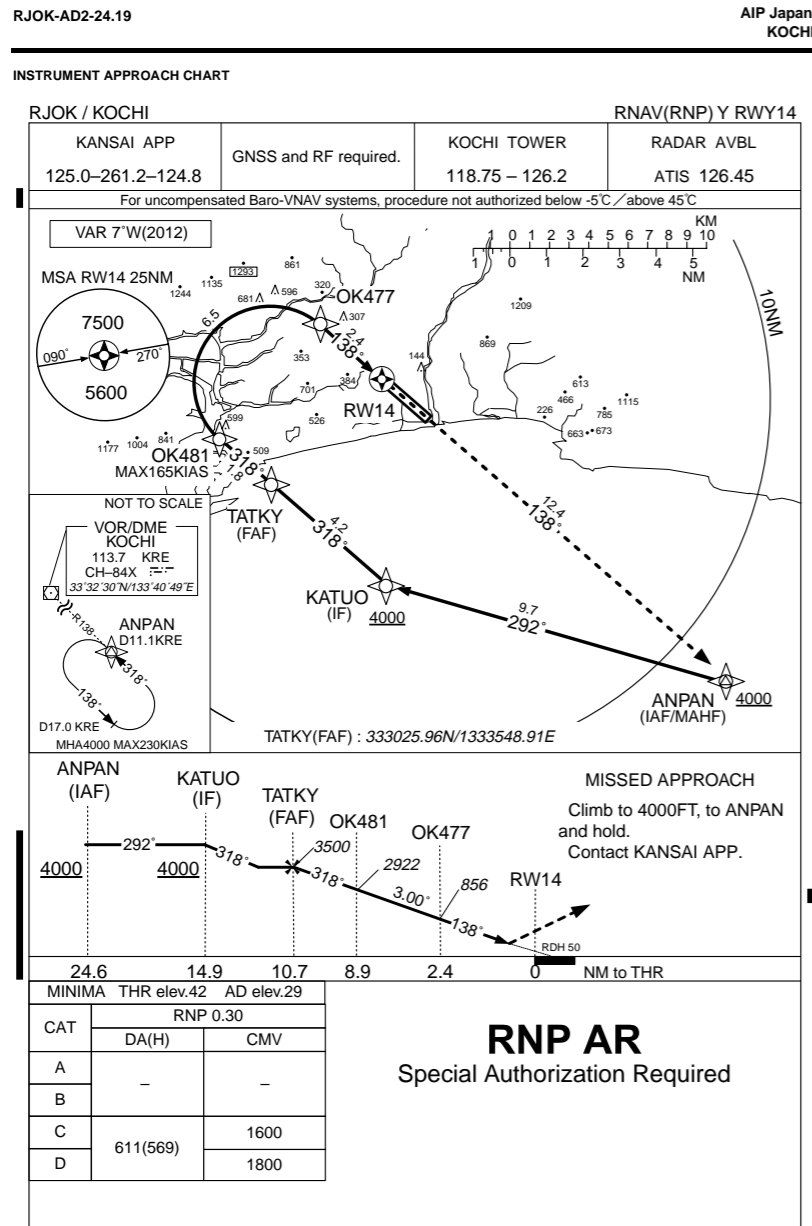 RJOK-AD2-24.19
AIP Japan
KOCHI
INSTRUMENT APPROACH CHART
RJOK / KOCHI
RNAV(RNP) Y RWY14
KANSAI APP
125.0–261.2–124.8
GNSS and RF required.
KOCHI TOWER
118.75 – 126.2
RADAR AVBL
ATIS 126.45
For uncompensated Baro-VNAV systems, procedure not authorized below -5℃／above 45℃
VAR 7°W(2012)
KM
1 0 1 2 3 4 5 6 7 8 9 10
1 0 1 2 3 4 5
NM
10NM
MSA RW14 25NM
7500
090°
270°
5600
1244
1135
1293
861
681
596
320
OK477
307
6.5
2.4
138°
353
384
701
526
RW14
144
1209
869
613
466
785
1115
226
663
673
1177
1004
841
599
OK481
MAX165KIAS
509
318°
1.8
TATKY
(FAF)
4.2
318°
KATUO
(IF)
4000
9.7
292°
12.4
138°
ANPAN
(IAF/MAHF)
4000
NOT TO SCALE
VOR/DME
KOCHI
113.7 KRE
CH–84X
33°32′30″N/133°40′49″E
R138
ANPAN
D11.1KRE
318°
138°
D17.0 KRE
MHA4000 MAX230KIAS
TATKY(FAF) : 333025.96N/1333548.91E
ANPAN
(IAF)
KATUO
(IF)
TATKY
(FAF)
OK481
OK477
RW14
MISSED APPROACH
Climb to 4000FT, to ANPAN
and hold.
Contact KANSAI APP.
4000
292°
4000
318°
3500
318°
2922
3.00°
856
138°
RDH 50
24.6 14.9 10.7 8.9 2.4 0 NM to THR
MINIMA THR elev.42 AD elev.29
CAT
RNP 0.30
DA(H) CMV
A
B
– –
C
D
611(569)
1600
1800
RNP AR
Special Authorization Required